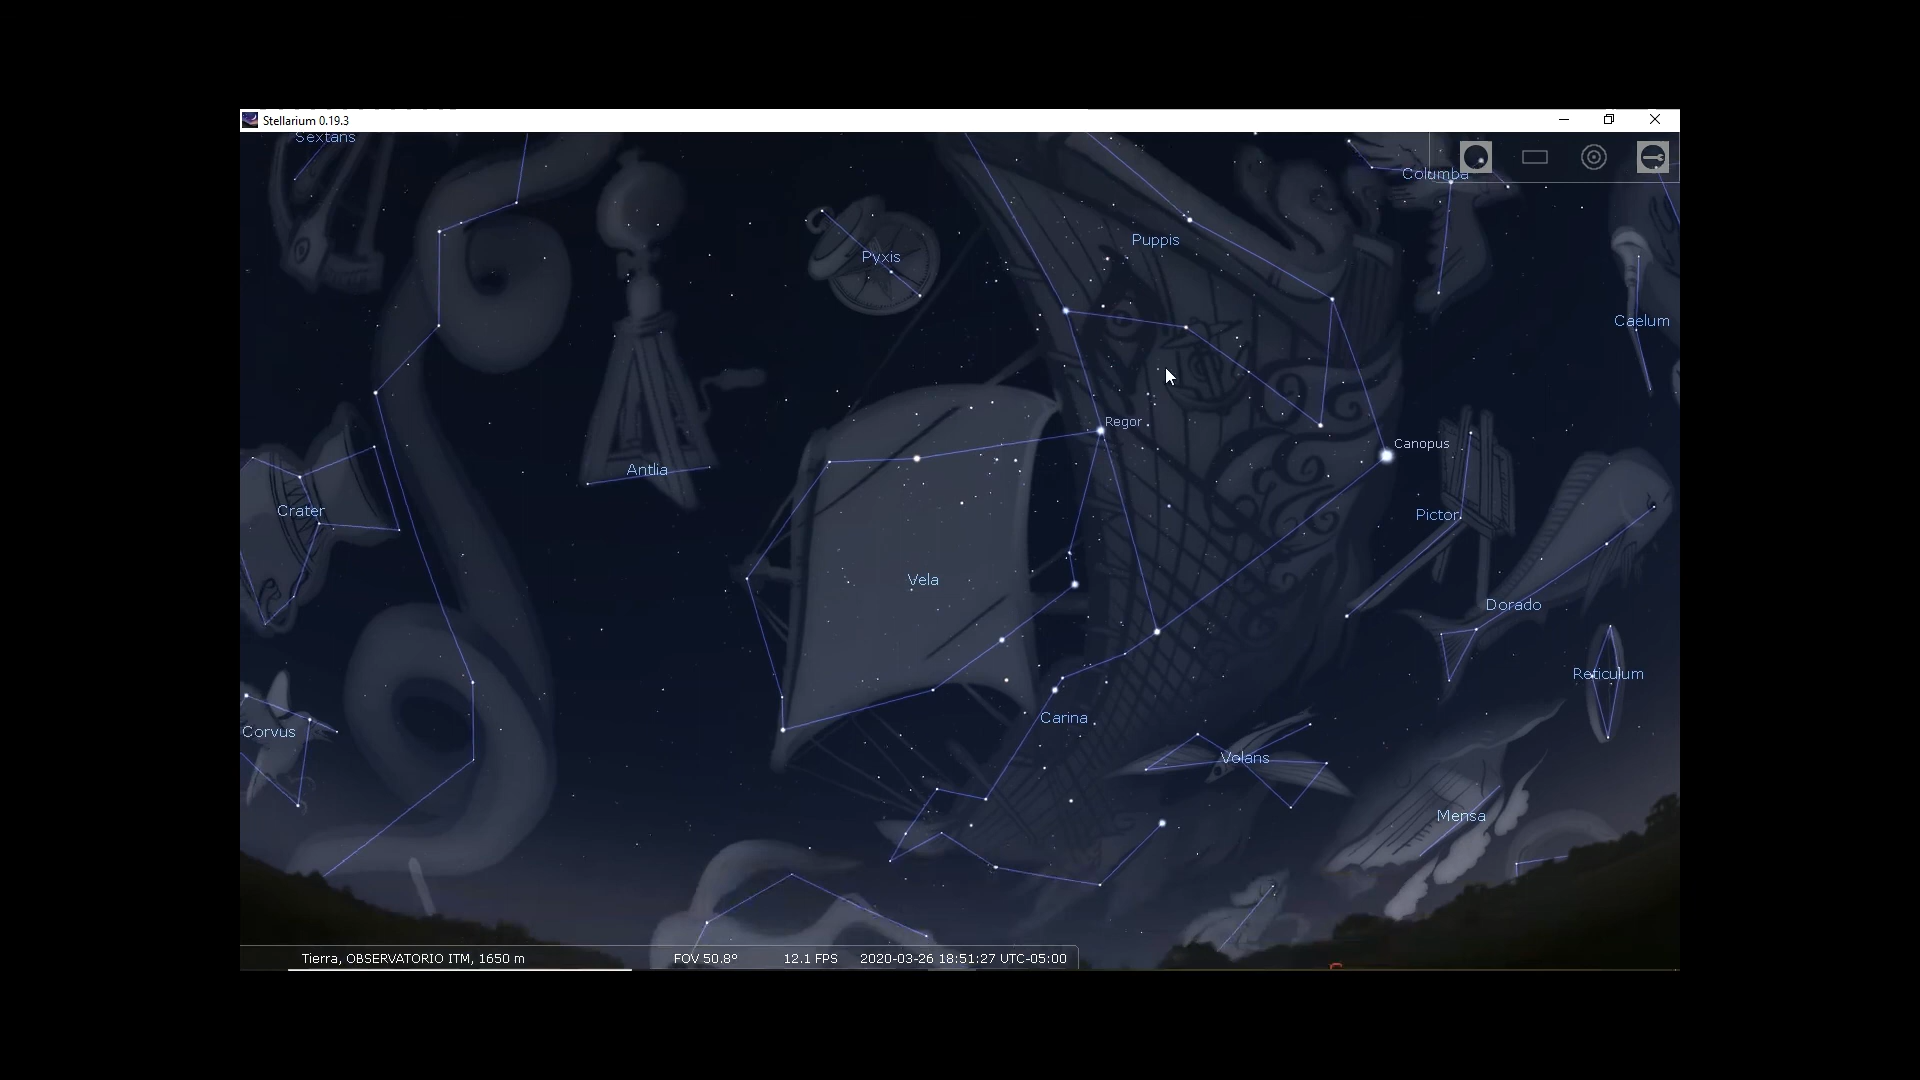 Stellarium 0.19.3
Sextans
Columba
Puppis
Pyxis
Caelum
Regor
Canopus
Antlia
Crater
Pictor
Vela
Dorado
Reticulum
Carina
Corvus
Volans
Mensa
Tierra, OBSERVATORIO ITM, 1650 m FOV 50.8° 12.1 FPS 2020-03-26 18:51:27 UTC-05:00